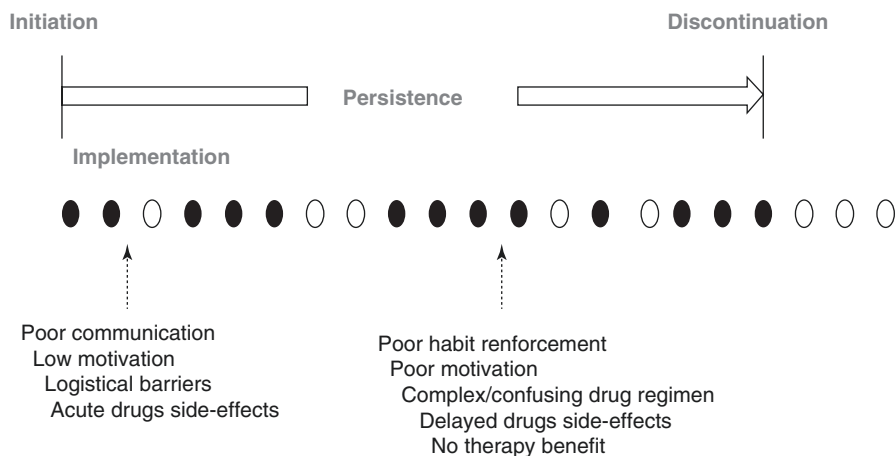 Initiation
Discontinuation
Persistence
Implementation
Poor communication
Low motivation
Logistical barriers
Acute drugs side-effects
Poor habit renforcement
Poor motivation
Complex/confusing drug regimen
Delayed drugs side-effects
No therapy benefit